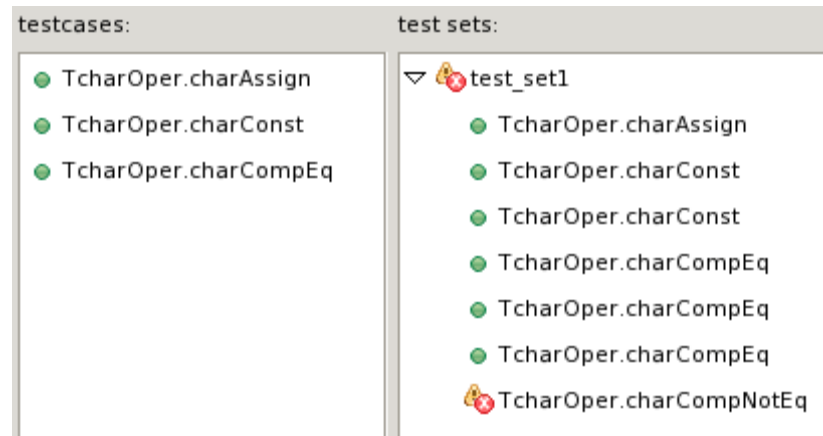 testcases:
TcharOper.charAssign
TcharOper.charConst
TcharOper.charCompEq
test sets:
test_set1
TcharOper.charAssign
TcharOper.charConst
TcharOper.charConst
TcharOper.charCompEq
TcharOper.charCompEq
TcharOper.charCompEq
TcharOper.charCompNotEq